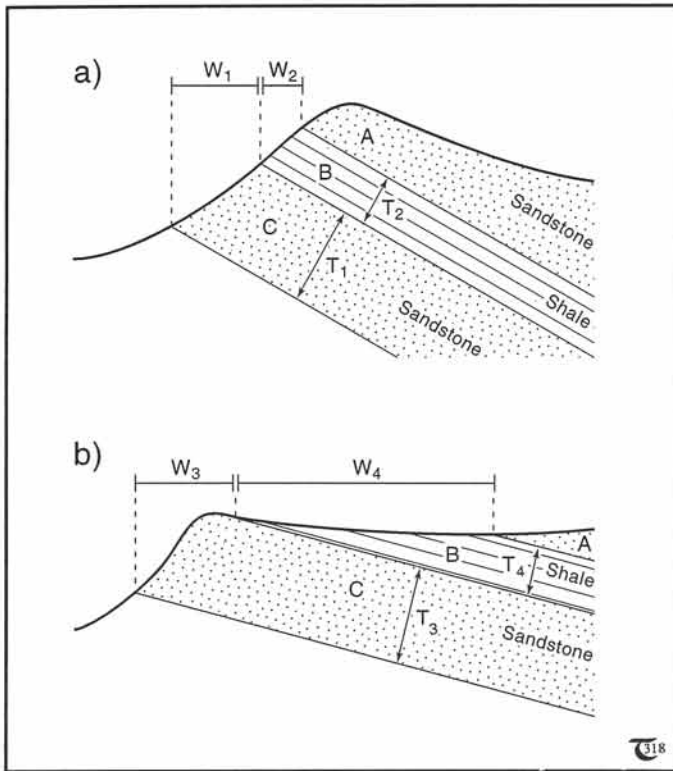 a)
W₁ W₂
A
B
T₂
Sandstone
C
T₁
Shale
Sandstone
b)
W₃ W₄
A
B
T₄
Shale
C
T₃
Sandstone
318